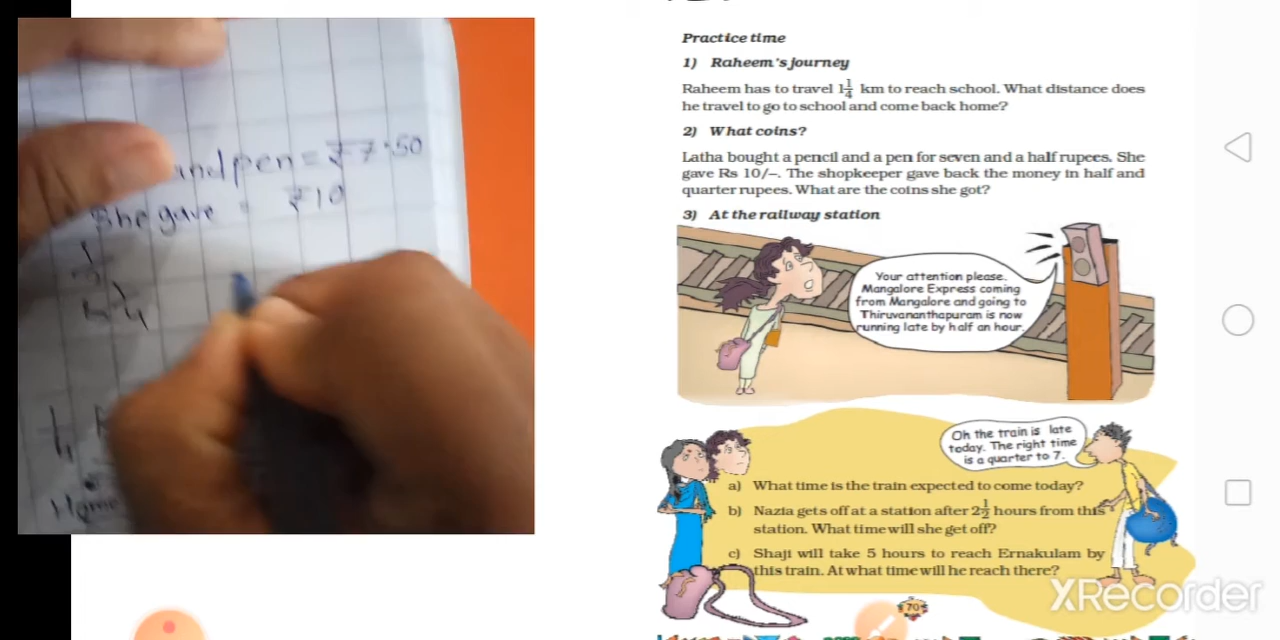 and pen = ₹7.50
She gave = ₹10
Home
Practice time
1) Raheem's journey
Raheem has to travel 1 1/4 km to reach school. What distance does
he travel to go to school and come back home?
2) What coins?
Latha bought a pencil and a pen for seven and a half rupees. She
gave Rs 10/–. The shopkeeper gave back the money in half and
quarter rupees. What are the coins she got?
3) At the railway station
Your attention please.
Mangalore Express coming
from Mangalore and going to
Thiruvananthapuram is now
running late by half an hour.
Oh the train is late
today. The right time
is a quarter to 7.
a) What time is the train expected to come today?
b) Nazia gets off at a station after 2 1/2 hours from this
station. What time will she get off?
c) Shaji will take 5 hours to reach Ernakulam by
this train. At what time will he reach there?
70
XRecorder